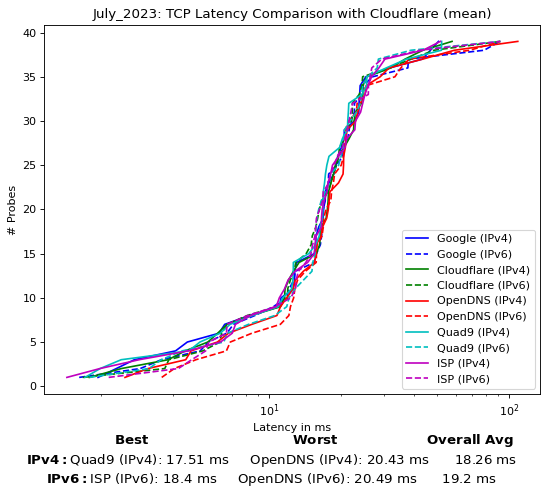 July_2023: TCP Latency Comparison with Cloudflare (mean)
40
35
30
25
20
15
10
5
0
# Probes
Google (IPv4)
Google (IPv6)
Cloudflare (IPv4)
Cloudflare (IPv6)
OpenDNS (IPv4)
OpenDNS (IPv6)
Quad9 (IPv4)
Quad9 (IPv6)
ISP (IPv4)
ISP (IPv6)
10¹ 10²
Latency in ms
Best Worst Overall Avg
IPv4: Quad9 (IPv4): 17.51 ms OpenDNS (IPv4): 20.43 ms 18.26 ms
IPv6: ISP (IPv6): 18.4 ms OpenDNS (IPv6): 20.49 ms 19.2 ms